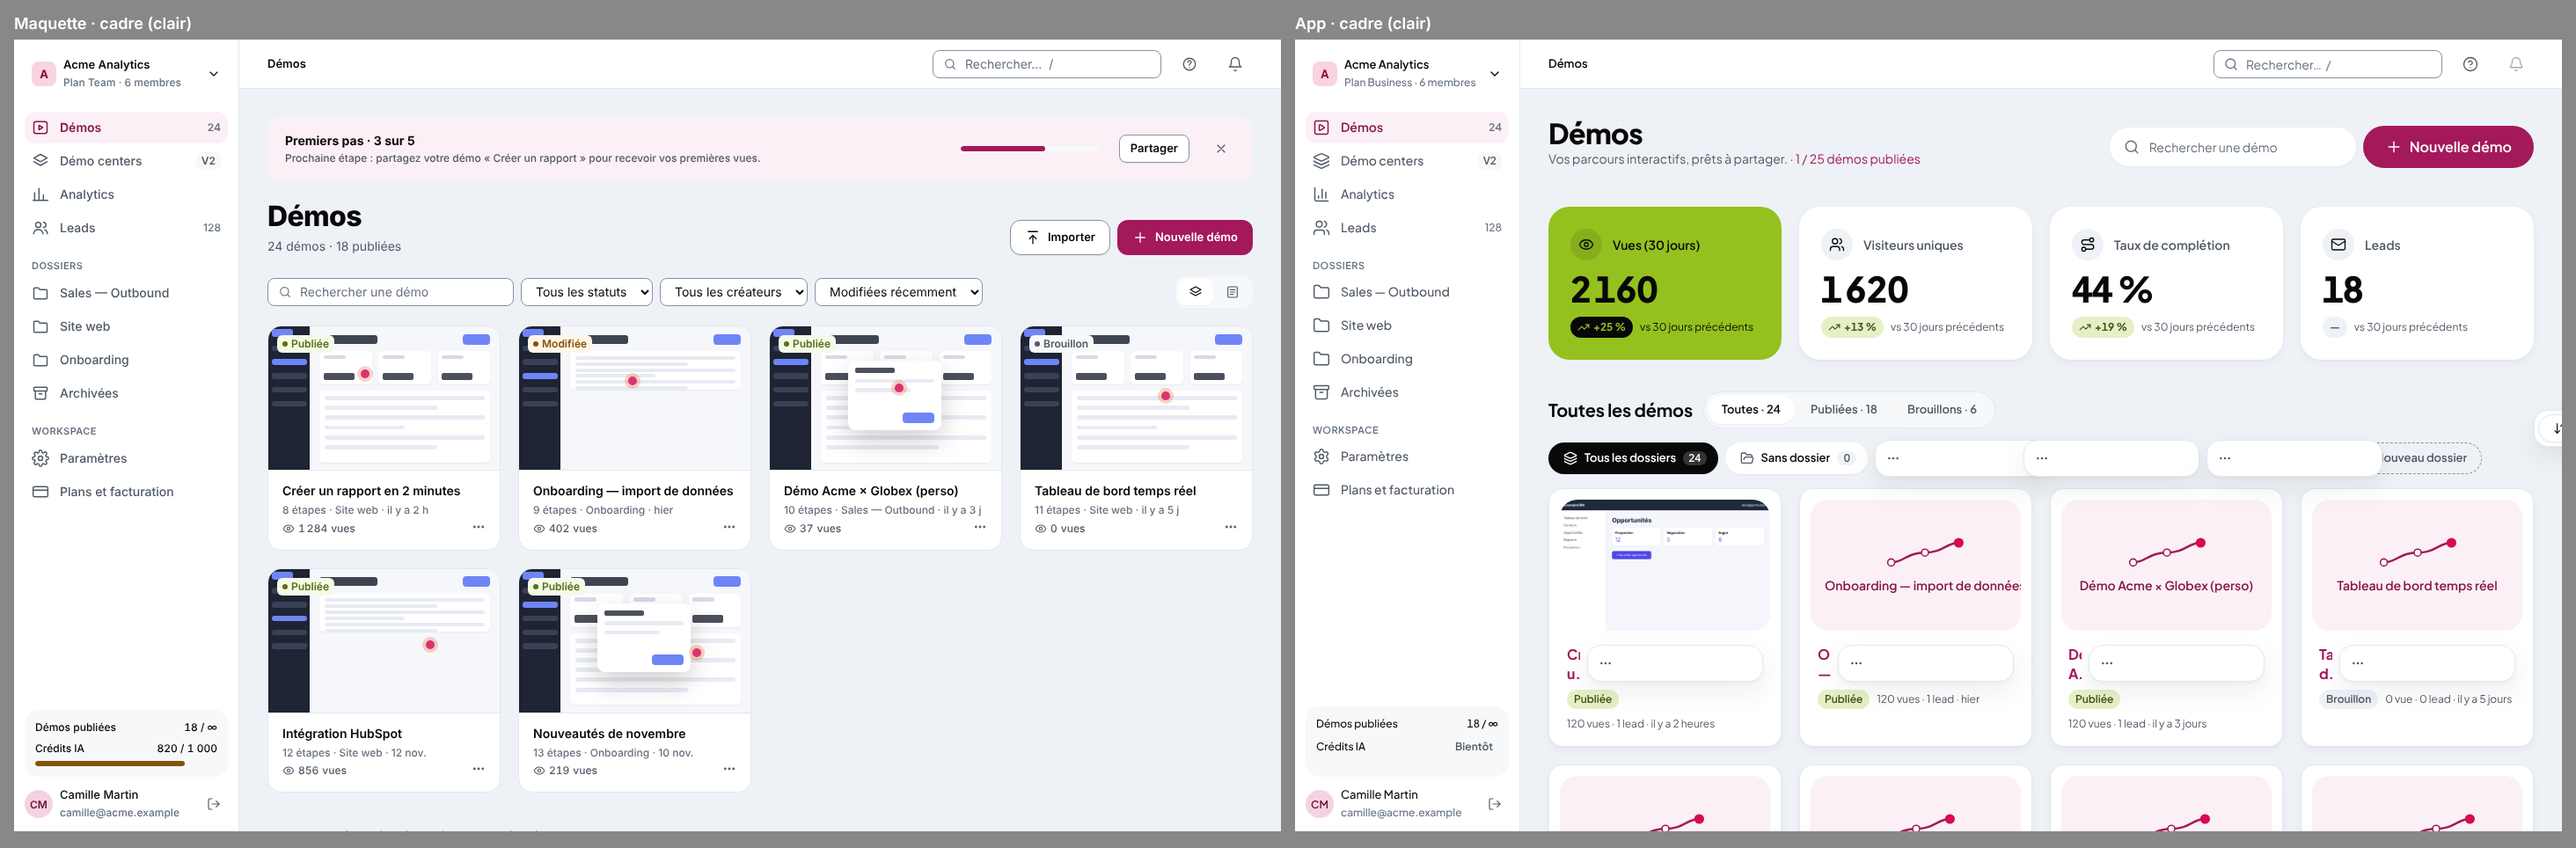 Maquette · cadre (clair)
A
Acme Analytics
Plan Team · 6 membres
Démos
24
Démo centers
V2
Analytics
Leads
128
DOSSIERS
Sales — Outbound
Site web
Onboarding
Archivées
WORKSPACE
Paramètres
Plans et facturation
Démos publiées
18 / ∞
Crédits IA
820 / 1 000
CM
Camille Martin
camille@acme.example
Démos
Rechercher... /
Premiers pas · 3 sur 5
Prochaine étape : partagez votre démo « Créer un rapport » pour recevoir vos premières vues.
Partager
Démos
24 démos · 18 publiées
Importer
Nouvelle démo
Rechercher une démo
Tous les statuts
Tous les créateurs
Modifiées récemment
Publiée
Créer un rapport en 2 minutes
8 étapes · Site web · il y a 2 h
1 284 vues
Modifiée
Onboarding — import de données
9 étapes · Onboarding · hier
402 vues
Publiée
Démo Acme × Globex (perso)
10 étapes · Sales — Outbound · il y a 3 j
37 vues
Brouillon
Tableau de bord temps réel
11 étapes · Site web · il y a 5 j
0 vues
Publiée
Intégration HubSpot
12 étapes · Site web · 12 nov.
856 vues
Publiée
Nouveautés de novembre
13 étapes · Onboarding · 10 nov.
219 vues
App · cadre (clair)
A
Acme Analytics
Plan Business · 6 membres
Démos
24
Démo centers
V2
Analytics
Leads
128
DOSSIERS
Sales — Outbound
Site web
Onboarding
Archivées
WORKSPACE
Paramètres
Plans et facturation
Démos publiées
18 / ∞
Crédits IA
Bientôt
CM
Camille Martin
camille@acme.example
Démos
Rechercher… /
Démos
Vos parcours interactifs, prêts à partager. · 1 / 25 démos publiées
Rechercher une démo
Nouvelle démo
Vues (30 jours)
2 160
+25 % vs 30 jours précédents
Visiteurs uniques
1 620
+13 % vs 30 jours précédents
Taux de complétion
44 %
+19 % vs 30 jours précédents
Leads
18
— vs 30 jours précédents
Toutes les démos
Toutes · 24
Publiées · 18
Brouillons · 6
Tous les dossiers 24
Sans dossier 0
ouveau dossier
Opportunités
Cr
u.
Publiée
120 vues · 1 lead · il y a 2 heures
Onboarding — import de données
O
—
Publiée
120 vues · 1 lead · hier
Démo Acme × Globex (perso)
De
A.
Publiée
120 vues · 1 lead · il y a 3 jours
Tableau de bord temps réel
Ta
d.
Brouillon
0 vue · 0 lead · il y a 5 jours